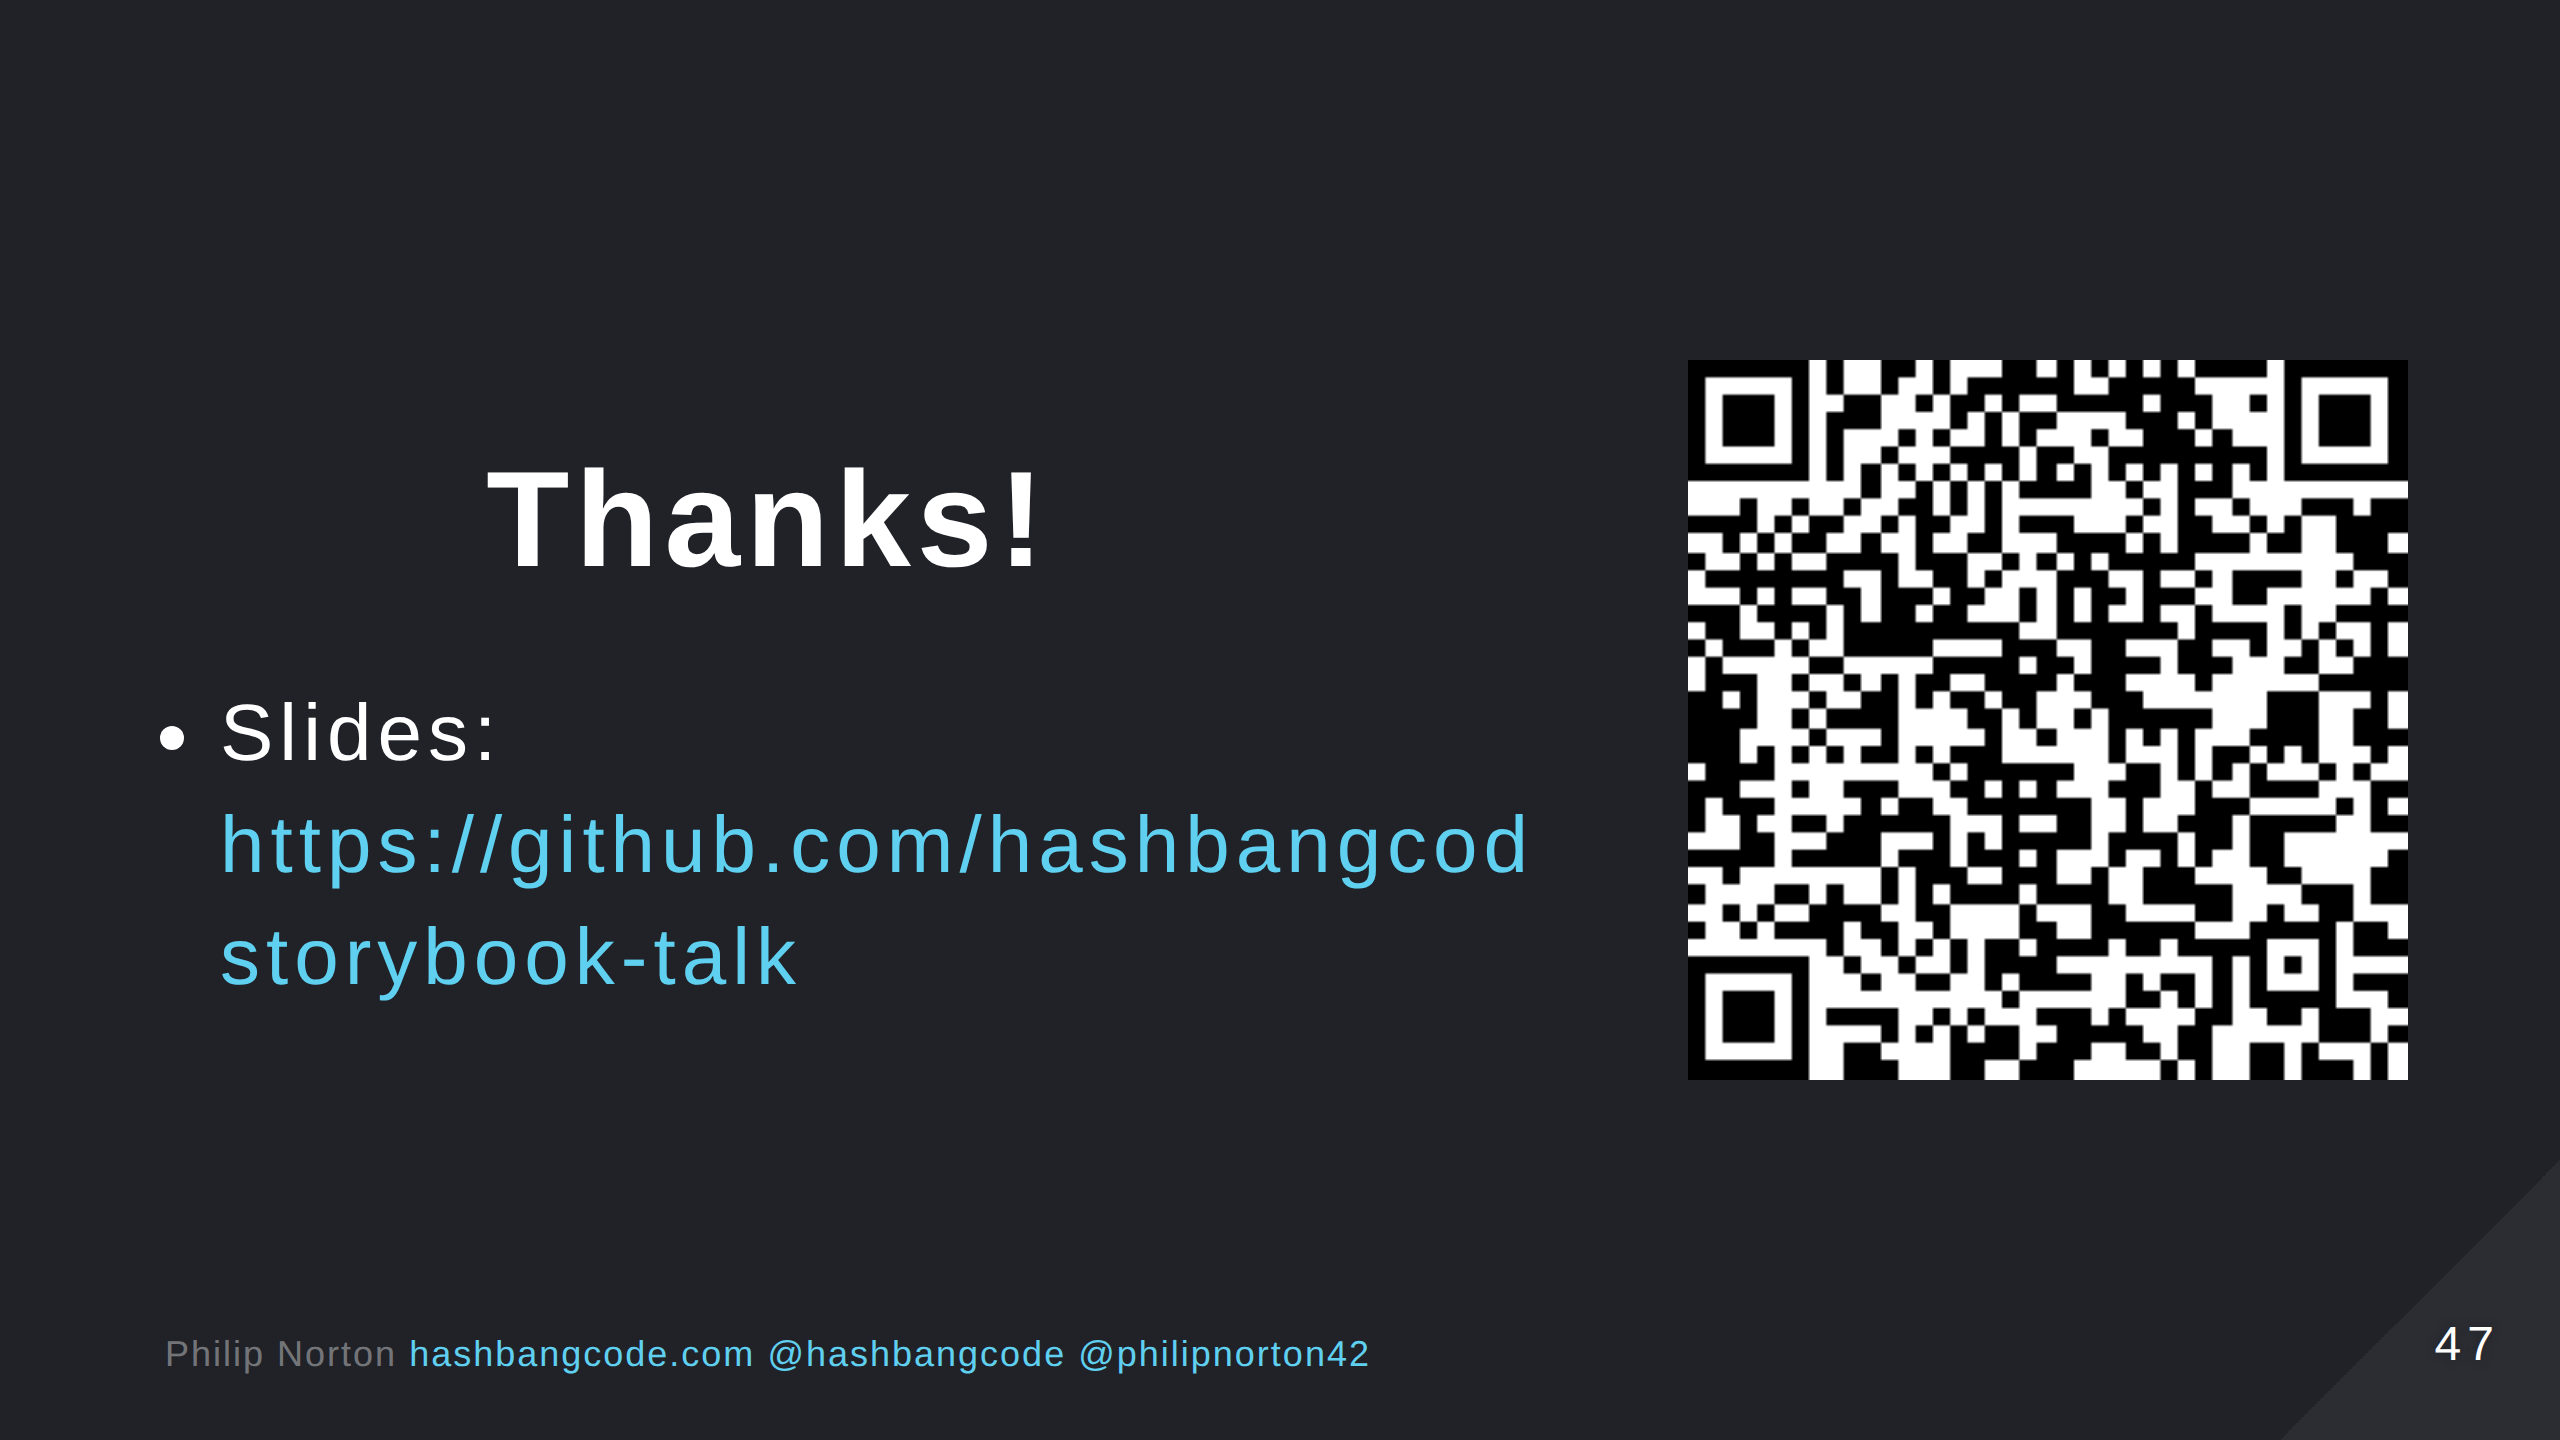 Thanks!
• Slides:
https://github.com/hashbangcod
storybook-talk
Philip Norton hashbangcode.com @hashbangcode @philipnorton42
47